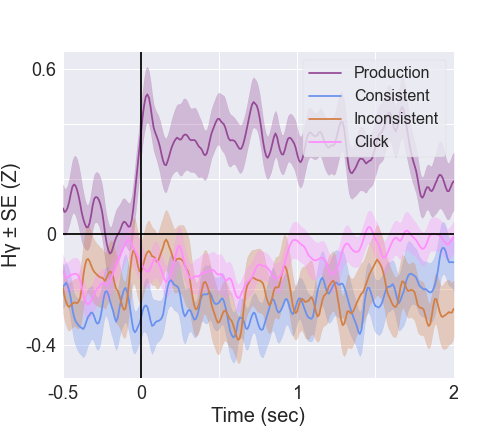 Hγ ± SE (Z)
0.6
0
-0.4
Production
Consistent
Inconsistent
Click
-0.5
0
1
2
Time (sec)